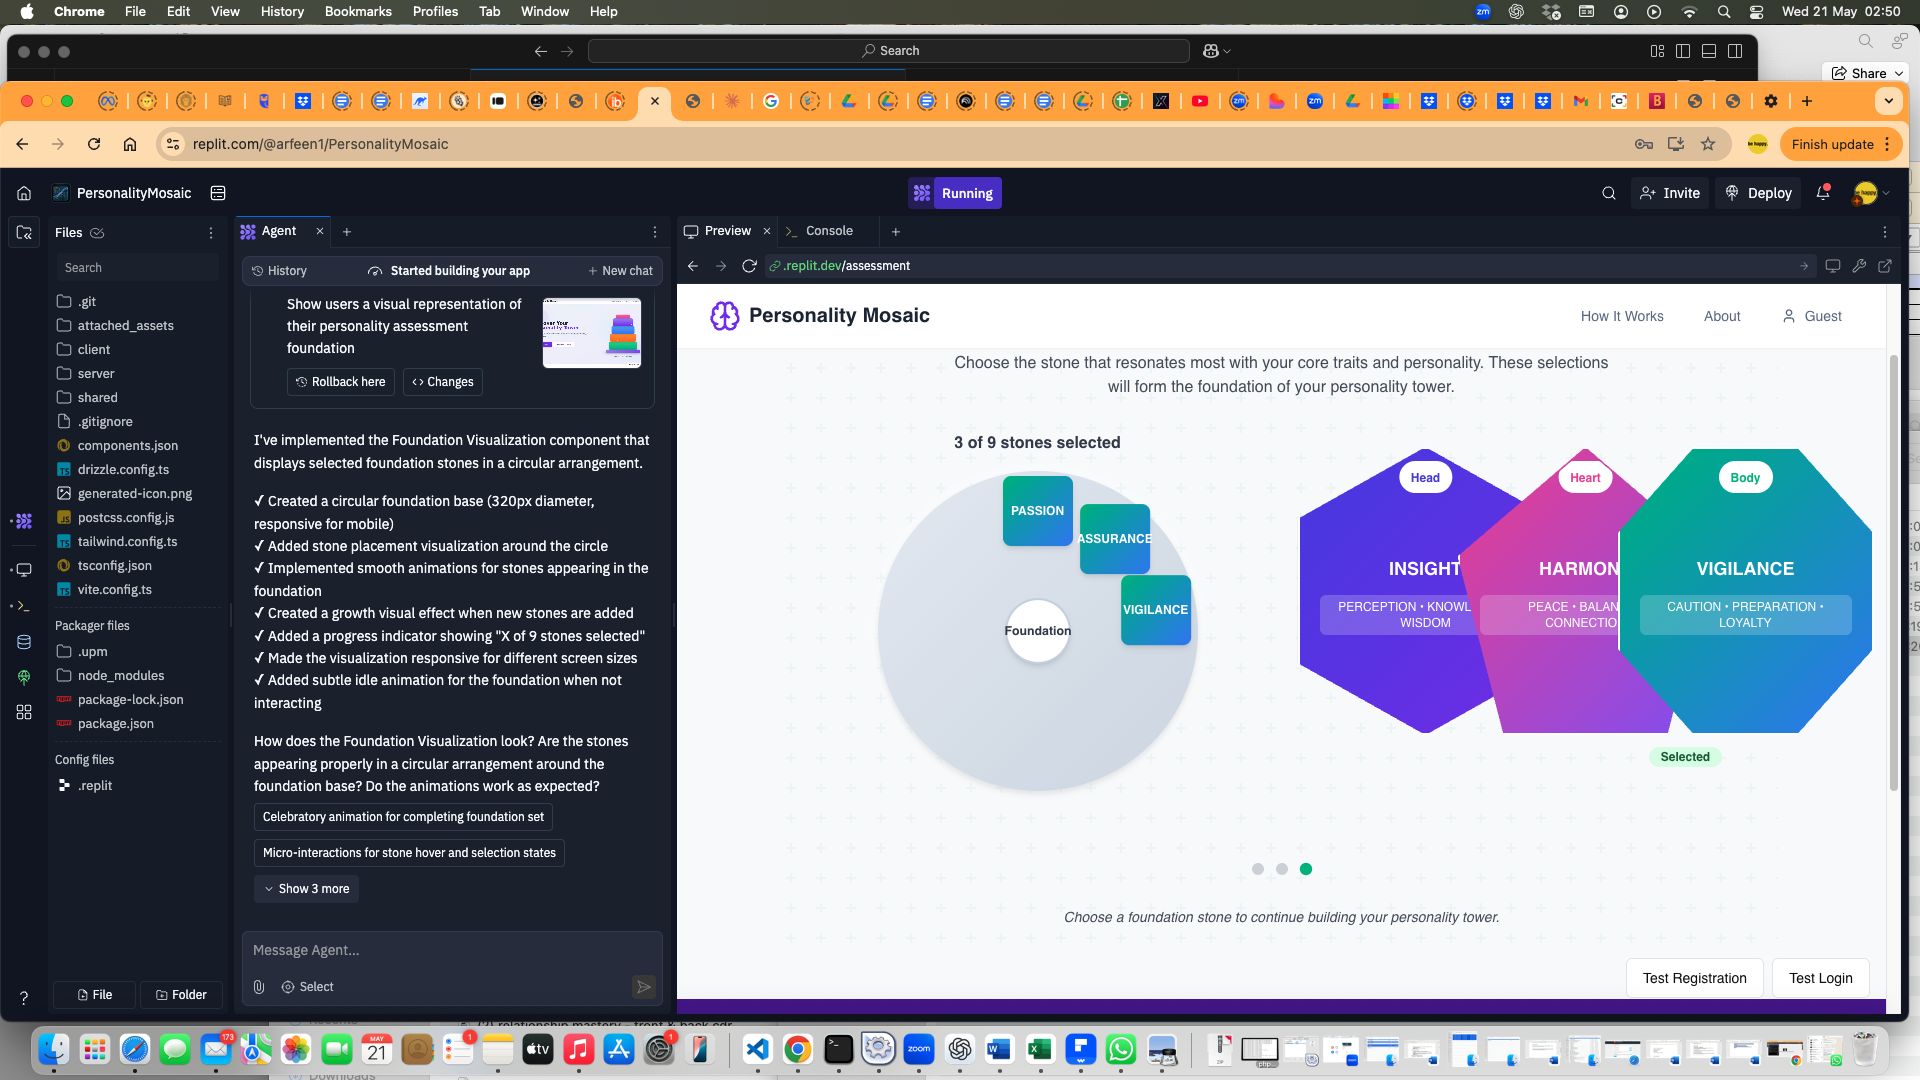 Chrome File Edit View History Bookmarks Profiles Tab Window Help
zm
Wed 21 May 02:50
Search
Share
replit.com/@arfeen1/PersonalityMosaic
be happy.
Finish update
PersonalityMosaic
Running
Invite
Deploy
Files
Search
.git
attached_assets
client
server
shared
.gitignore
components.json
drizzle.config.ts
generated-icon.png
postcss.config.js
tailwind.config.ts
tsconfig.json
vite.config.ts
Packager files
.upm
node_modules
package-lock.json
package.json
Config files
.replit
File
Folder
Agent
History
Started building your app
New chat
Show users a visual representation of
their personality assessment
foundation
Rollback here
Changes
I've implemented the Foundation Visualization component that
displays selected foundation stones in a circular arrangement.
✓ Created a circular foundation base (320px diameter,
responsive for mobile)
✓ Added stone placement visualization around the circle
✓ Implemented smooth animations for stones appearing in the
foundation
✓ Created a growth visual effect when new stones are added
✓ Added a progress indicator showing "X of 9 stones selected"
✓ Made the visualization responsive for different screen sizes
✓ Added subtle idle animation for the foundation when not
interacting
How does the Foundation Visualization look? Are the stones
appearing properly in a circular arrangement around the
foundation base? Do the animations work as expected?
Celebratory animation for completing foundation set
Micro-interactions for stone hover and selection states
Show 3 more
Message Agent...
Select
Preview
Console
.replit.dev/assessment
Personality Mosaic
How It Works
About
Guest
Choose the stone that resonates most with your core traits and personality. These selections
will form the foundation of your personality tower.
3 of 9 stones selected
PASSION
ASSURANCE
VIGILANCE
Foundation
Head
INSIGHT
PERCEPTION • KNOWL
WISDOM
Heart
HARMON
PEACE • BALAN
CONNECTIO
Body
VIGILANCE
CAUTION • PREPARATION •
LOYALTY
Selected
Choose a foundation stone to continue building your personality tower.
Test Registration
Test Login
173
MAY
21
1
tv
1
zoom